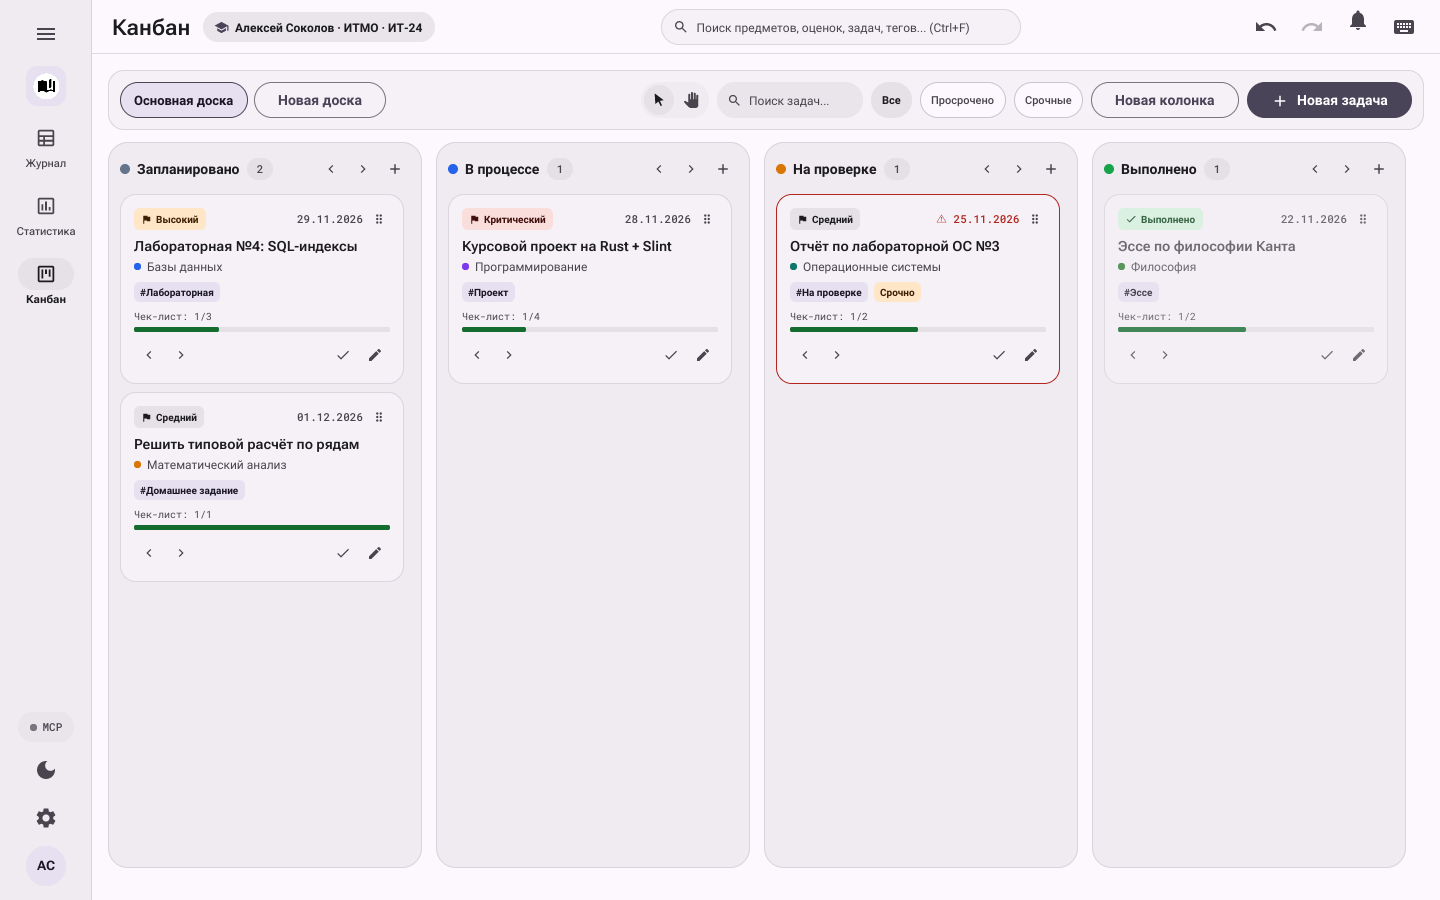 Канбан
Алексей Соколов · ИТМО · ИТ-24
Поиск предметов, оценок, задач, тегов... (Ctrl+F)
Журнал
Статистика
Канбан
MCP
АС
Основная доска
Новая доска
Поиск задач...
Все
Просрочено
Срочные
Новая колонка
Новая задача
Запланировано 2
Высокий 29.11.2026
Лабораторная №4: SQL-индексы
Базы данных
#Лабораторная
Чек-лист: 1/3
Средний 01.12.2026
Решить типовой расчёт по рядам
Математический анализ
#Домашнее задание
Чек-лист: 1/1
В процессе 1
Критический 28.11.2026
Курсовой проект на Rust + Slint
Программирование
#Проект
Чек-лист: 1/4
На проверке 1
Средний 25.11.2026
Отчёт по лабораторной ОС №3
Операционные системы
#На проверке Срочно
Чек-лист: 1/2
Выполнено 1
Выполнено 22.11.2026
Эссе по философии Канта
Философия
#Эссе
Чек-лист: 1/2